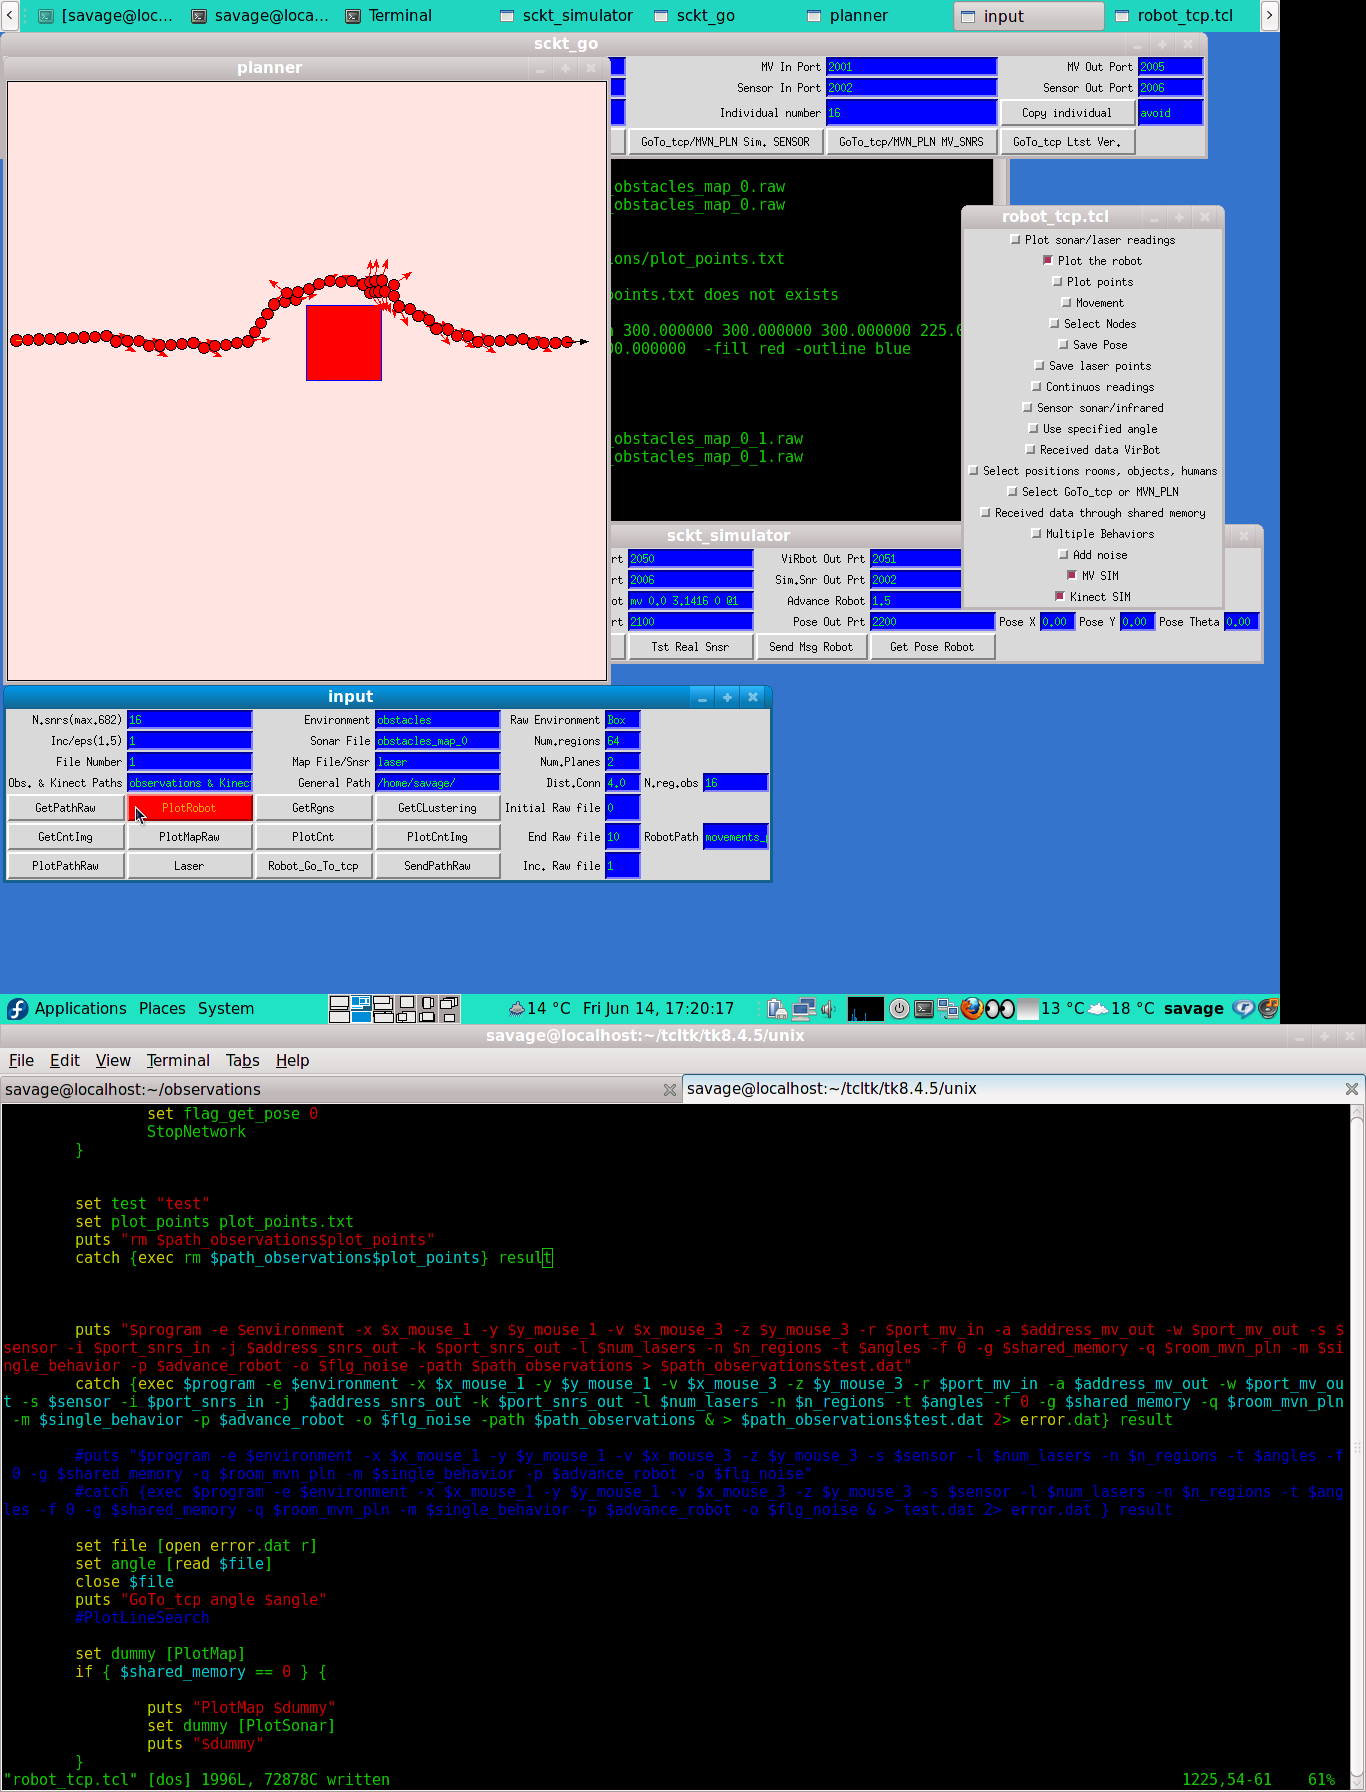 [savage@loc... savage@loca... Terminal sckt_simulator sckt_go planner input robot_tcp.tcl
sckt_go
planner
MV In Port 2001 MV Out Port 2005
Sensor In Port 2002 Sensor Out Port 2006
Individual number 16 Copy individual avoid
GoTo_tcp/MVN_PLN Sim. SENSOR GoTo_tcp/MVN_PLN MV_SNRS GoTo_tcp Ltst Ver.
obstacles_map_0.raw
obstacles_map_0.raw
ons/plot_points.txt
oints.txt does not exists
300.000000 300.000000 300.000000 225.0
00.000000  -fill red -outline blue
obstacles_map_0_1.raw
obstacles_map_0_1.raw
robot_tcp.tcl
Plot sonar/laser readings
Plot the robot
Plot points
Movement
Select Nodes
Save Pose
Save laser points
Continuos readings
Sensor sonar/infrared
Use specified angle
Received data VirBot
Select positions rooms, objects, humans
Select GoTo_tcp or MVN_PLN
Received data through shared memory
Multiple Behaviors
Add noise
MV SIM
Kinect SIM
sckt_simulator
rt 2050 ViRbot Out Prt 2051
rt 2006 Sim.Snr Out Prt 2002
ot mv 0.0 3.1416 0 @1 Advance Robot 1.5
rt 2100 Pose Out Prt 2200 Pose X 0.00 Pose Y 0.00 Pose Theta 0.00
Tst Real Snsr Send Msg Robot Get Pose Robot
input
N.snrs(max.682) 16 Environment obstacles Raw Environment Box
Inc/eps(1.5) 1 Sonar File obstacles_map_0 Num.regions 64
File Number 1 Map File/Snsr laser Num.Planes 2
Obs. & Kinect Paths observations & Kinect General Path /home/savage/ Dist.Conn 4.0 N.reg.obs 16
GetPathRaw PlotRobot GetRgns GetCLustering Initial Raw file 0
GetCntImg PlotMapRaw PlotCnt PlotCntImg End Raw file 10 RobotPath movements_p
PlotPathRaw Laser Robot_Go_To_tcp SendPathRaw Inc. Raw file 1
Applications Places System 14 °C Fri Jun 14, 17:20:17 13 °C 18 °C savage
savage@localhost:~/tcltk/tk8.4.5/unix
File Edit View Terminal Tabs Help
savage@localhost:~/observations savage@localhost:~/tcltk/tk8.4.5/unix
set flag_get_pose 0
StopNetwork
}
set test "test"
set plot_points plot_points.txt
puts "rm $path_observations$plot_points"
catch {exec rm $path_observations$plot_points} result
puts "$program -e $environment -x $x_mouse_1 -y $y_mouse_1 -v $x_mouse_3 -z $y_mouse_3 -r $port_mv_in -a $address_mv_out -w $port_mv_out -s $
sensor -i $port_snrs_in -j $address_snrs_out -k $port_snrs_out -l $num_lasers -n $n_regions -t $angles -f 0 -g $shared_memory -q $room_mvn_pln -m $si
ngle_behavior -p $advance_robot -o $flg_noise -path $path_observations > $path_observations$test.dat"
catch {exec $program -e $environment -x $x_mouse_1 -y $y_mouse_1 -v $x_mouse_3 -z $y_mouse_3 -r $port_mv_in -a $address_mv_out -w $port_mv_ou
t -s $sensor -i $port_snrs_in -j  $address_snrs_out -k $port_snrs_out -l $num_lasers -n $n_regions -t $angles -f 0 -g $shared_memory -q $room_mvn_pln
-m $single_behavior -p $advance_robot -o $flg_noise -path $path_observations & > $path_observations$test.dat 2> error.dat} result
#puts "$program -e $environment -x $x_mouse_1 -y $y_mouse_1 -v $x_mouse_3 -z $y_mouse_3 -s $sensor -l $num_lasers -n $n_regions -t $angles -f
0 -g $shared_memory -q $room_mvn_pln -m $single_behavior -p $advance_robot -o $flg_noise"
#catch {exec $program -e $environment -x $x_mouse_1 -y $y_mouse_1 -v $x_mouse_3 -z $y_mouse_3 -s $sensor -l $num_lasers -n $n_regions -t $ang
les -f 0 -g $shared_memory -q $room_mvn_pln -m $single_behavior -p $advance_robot -o $flg_noise & > test.dat 2> error.dat } result
set file [open error.dat r]
set angle [read $file]
close $file
puts "GoTo_tcp angle $angle"
#PlotLineSearch
set dummy [PlotMap]
if { $shared_memory == 0 } {
puts "PlotMap $dummy"
set dummy [PlotSonar]
puts "$dummy"
}
"robot_tcp.tcl" [dos] 1996L, 72878C written 1225,54-61 61%